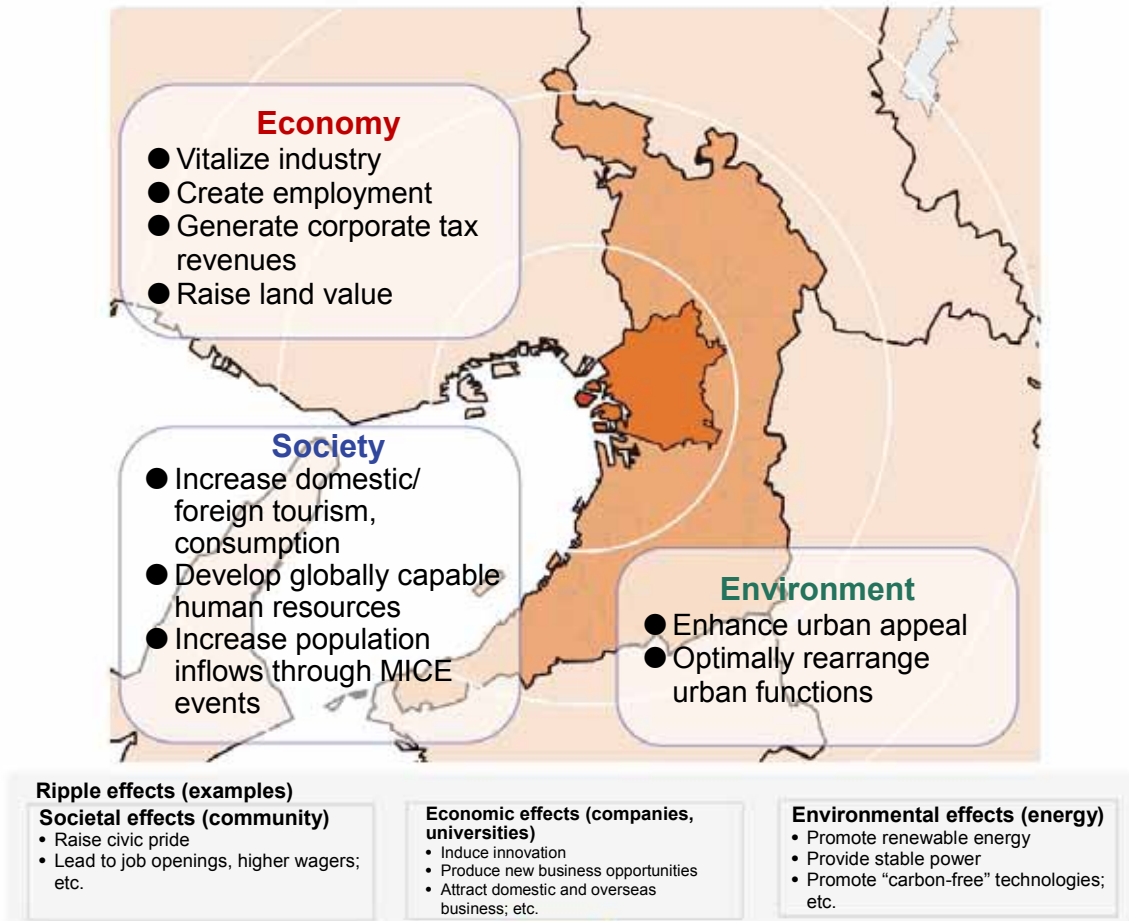 Economy
● Vitalize industry
● Create employment
● Generate corporate tax
revenues
● Raise land value
Society
● Increase domestic/
foreign tourism,
consumption
● Develop globally capable
human resources
● Increase population
inflows through MICE
events
Environment
● Enhance urban appeal
● Optimally rearrange
urban functions
Ripple effects (examples)
Societal effects (community)
• Raise civic pride
• Lead to job openings, higher wagers;
etc.
Economic effects (companies,
universities)
• Induce innovation
• Produce new business opportunities
• Attract domestic and overseas
business; etc.
Environmental effects (energy)
• Promote renewable energy
• Provide stable power
• Promote “carbon-free” technologies;
etc.